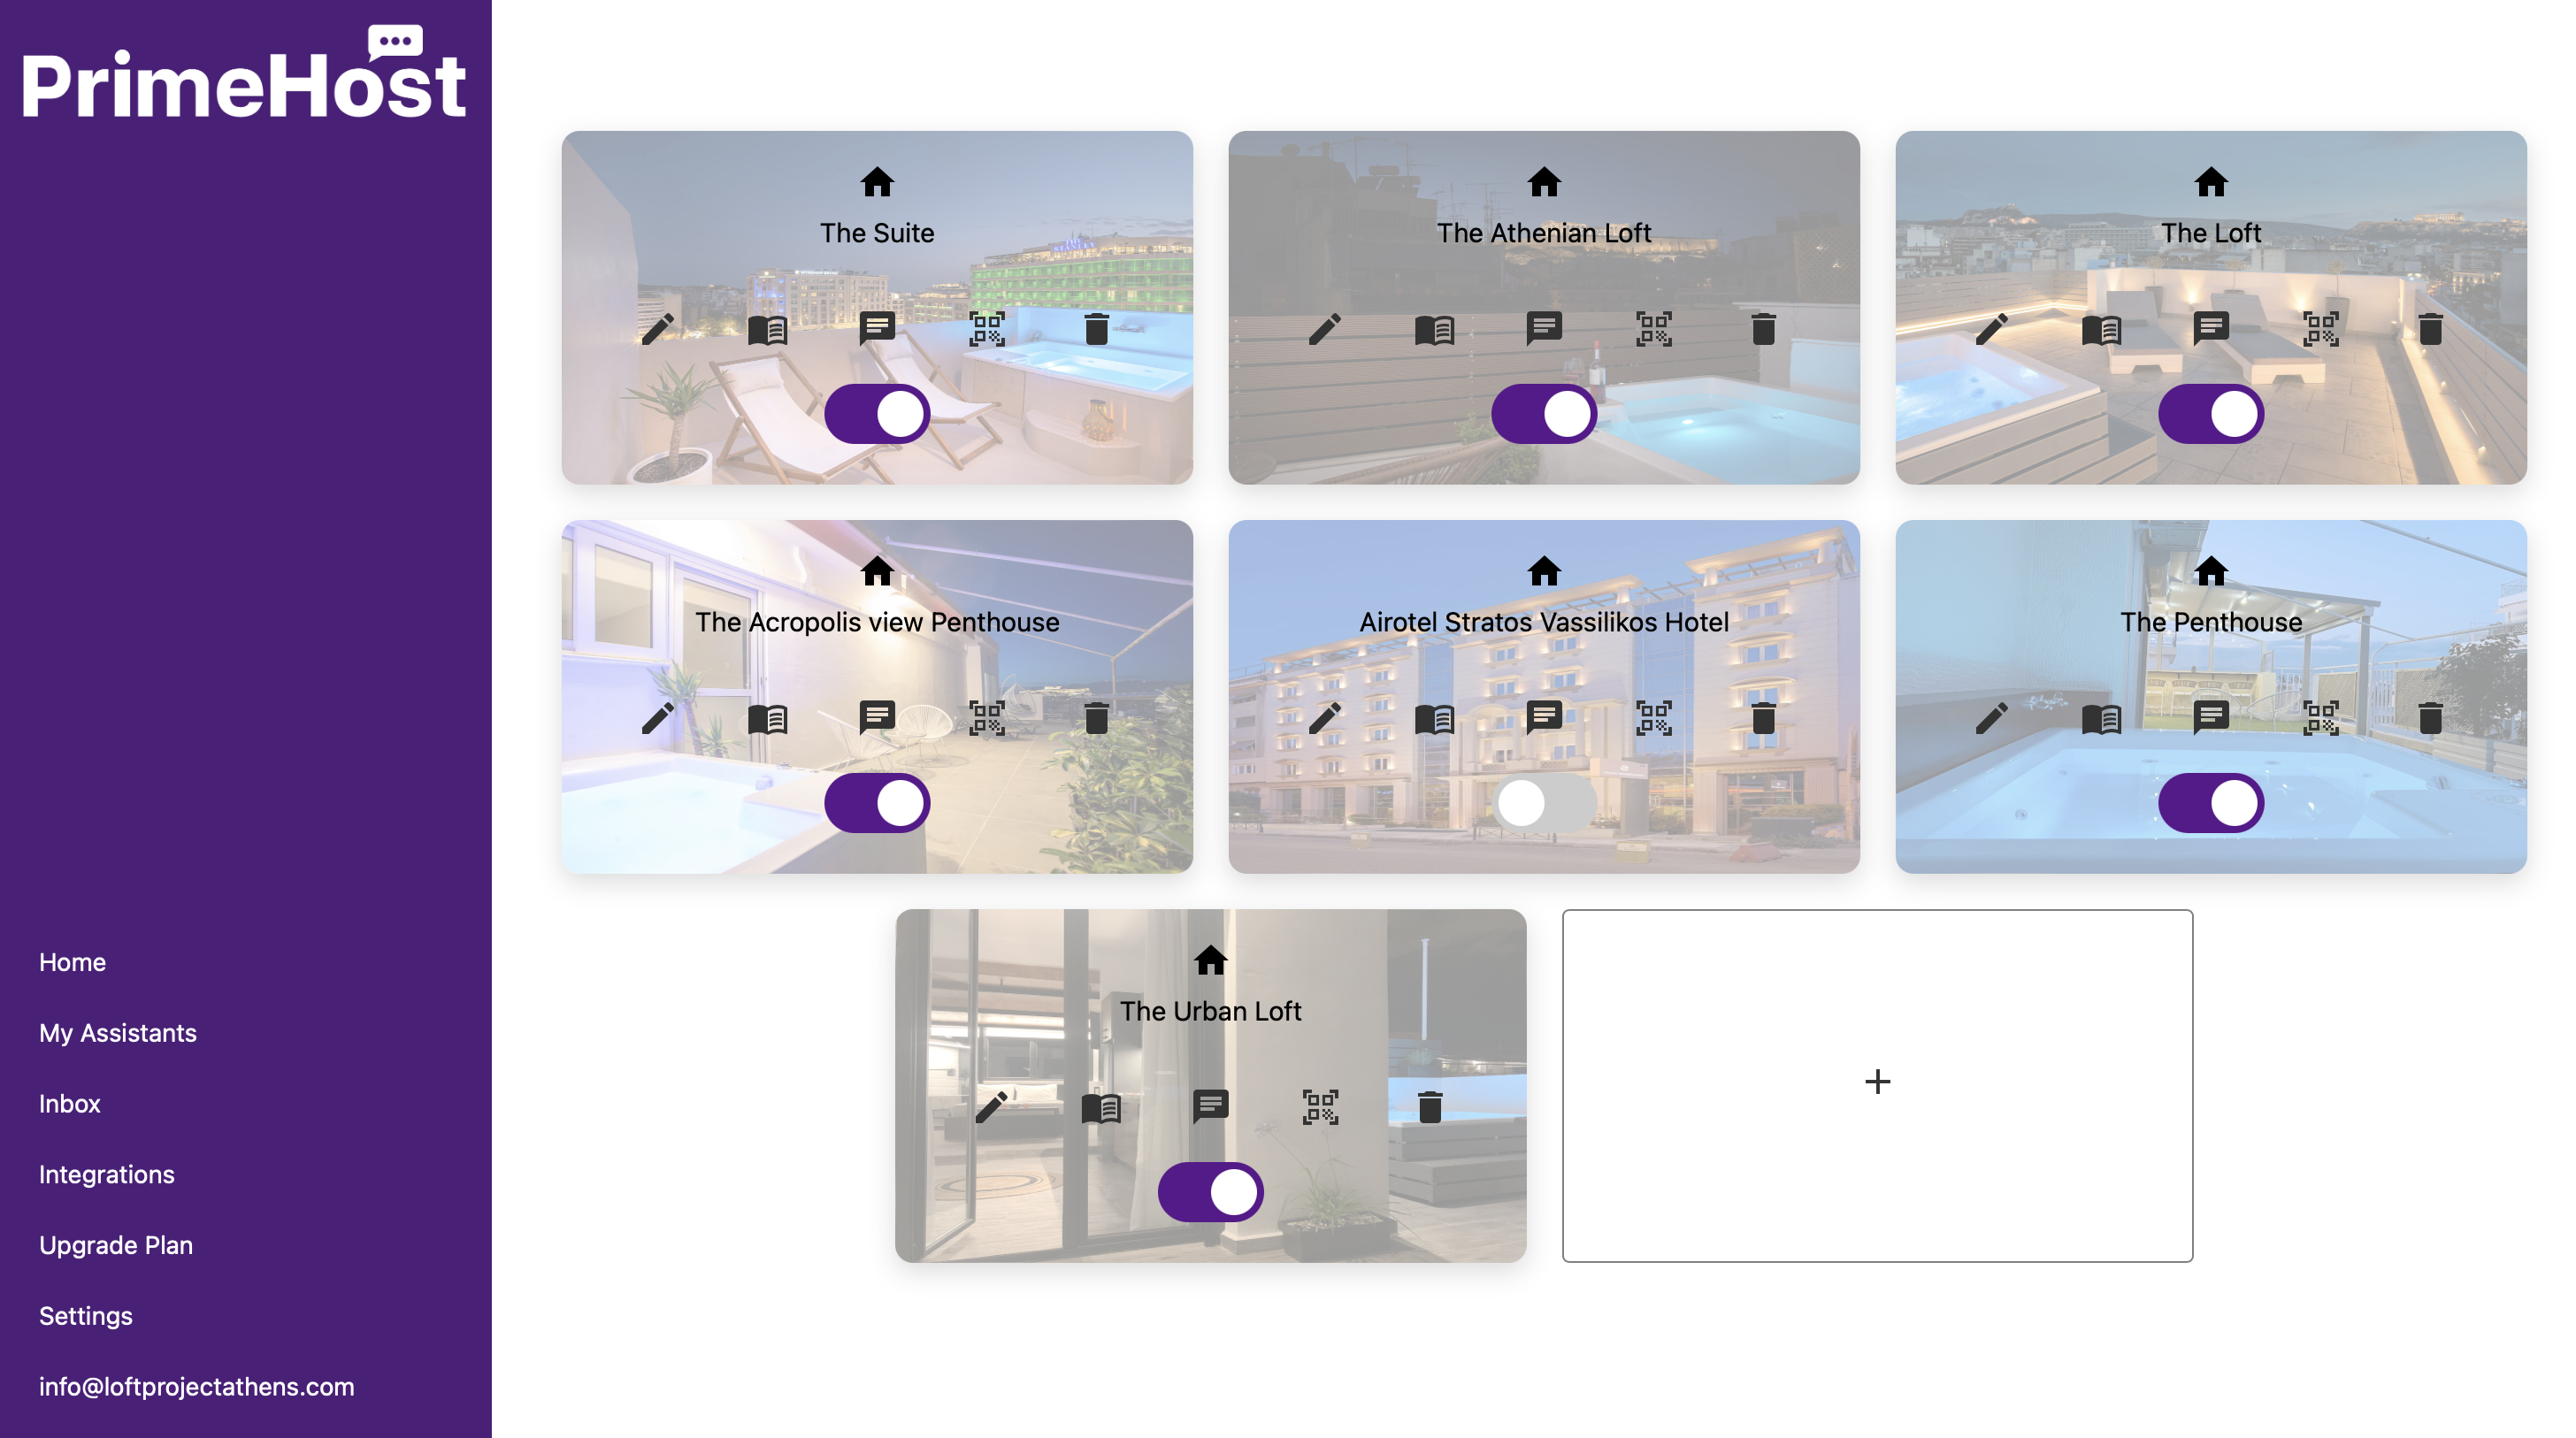 PrimeHost
The Suite
The Athenian Loft
The Loft
The Acropolis view Penthouse
Airotel Stratos Vassilikos Hotel
The Penthouse
The Urban Loft
+
Home
My Assistants
Inbox
Integrations
Upgrade Plan
Settings
info@loftprojectathens.com